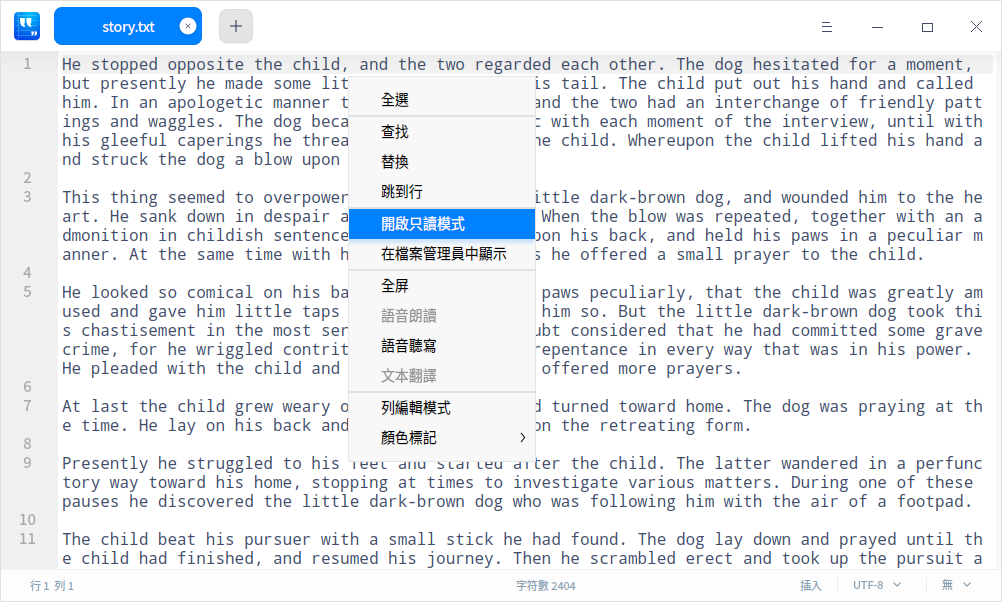 story.txt
1 He stopped opposite the child, and the two regarded each other. The dog hesitated for a moment,
but presently he made some lit is tail. The child put out his hand and called
him. In an apologetic manner t and the two had an interchange of friendly patt
ings and waggles. The dog beca c with each moment of the interview, until with
his gleeful caperings he threa he child. Whereupon the child lifted his hand a
nd struck the dog a blow upon
2
3 This thing seemed to overpower ittle dark-brown dog, and wounded him to the he
art. He sank down in despair a When the blow was repeated, together with an a
dmonition in childish sentence pon his back, and held his paws in a peculiar m
anner. At the same time with h s he offered a small prayer to the child.
4
5 He looked so comical on his ba paws peculiarly, that the child was greatly am
used and gave him little taps him so. But the little dark-brown dog took thi
s chastisement in the most ser ubt considered that he had committed some grave
crime, for he wriggled contrit repentance in every way that was in his power.
He pleaded with the child and offered more prayers.
6
7 At last the child grew weary o d turned toward home. The dog was praying at th
e time. He lay on his back and on the retreating form.
8
9 Presently he struggled to his feet and started after the child. The latter wandered in a perfunc
tory way toward his home, stopping at times to investigate various matters. During one of these
pauses he discovered the little dark-brown dog who was following him with the air of a footpad.
10
11 The child beat his pursuer with a small stick he had found. The dog lay down and prayed until th
e child had finished, and resumed his journey. Then he scrambled erect and took up the pursuit a
全選
查找
替換
跳到行
開啟只讀模式
在檔案管理員中顯示
全屏
語音朗讀
語音聽寫
文本翻譯
列編輯模式
顏色標記
行 1 列 1 字符數 2404 插入 UTF-8 無